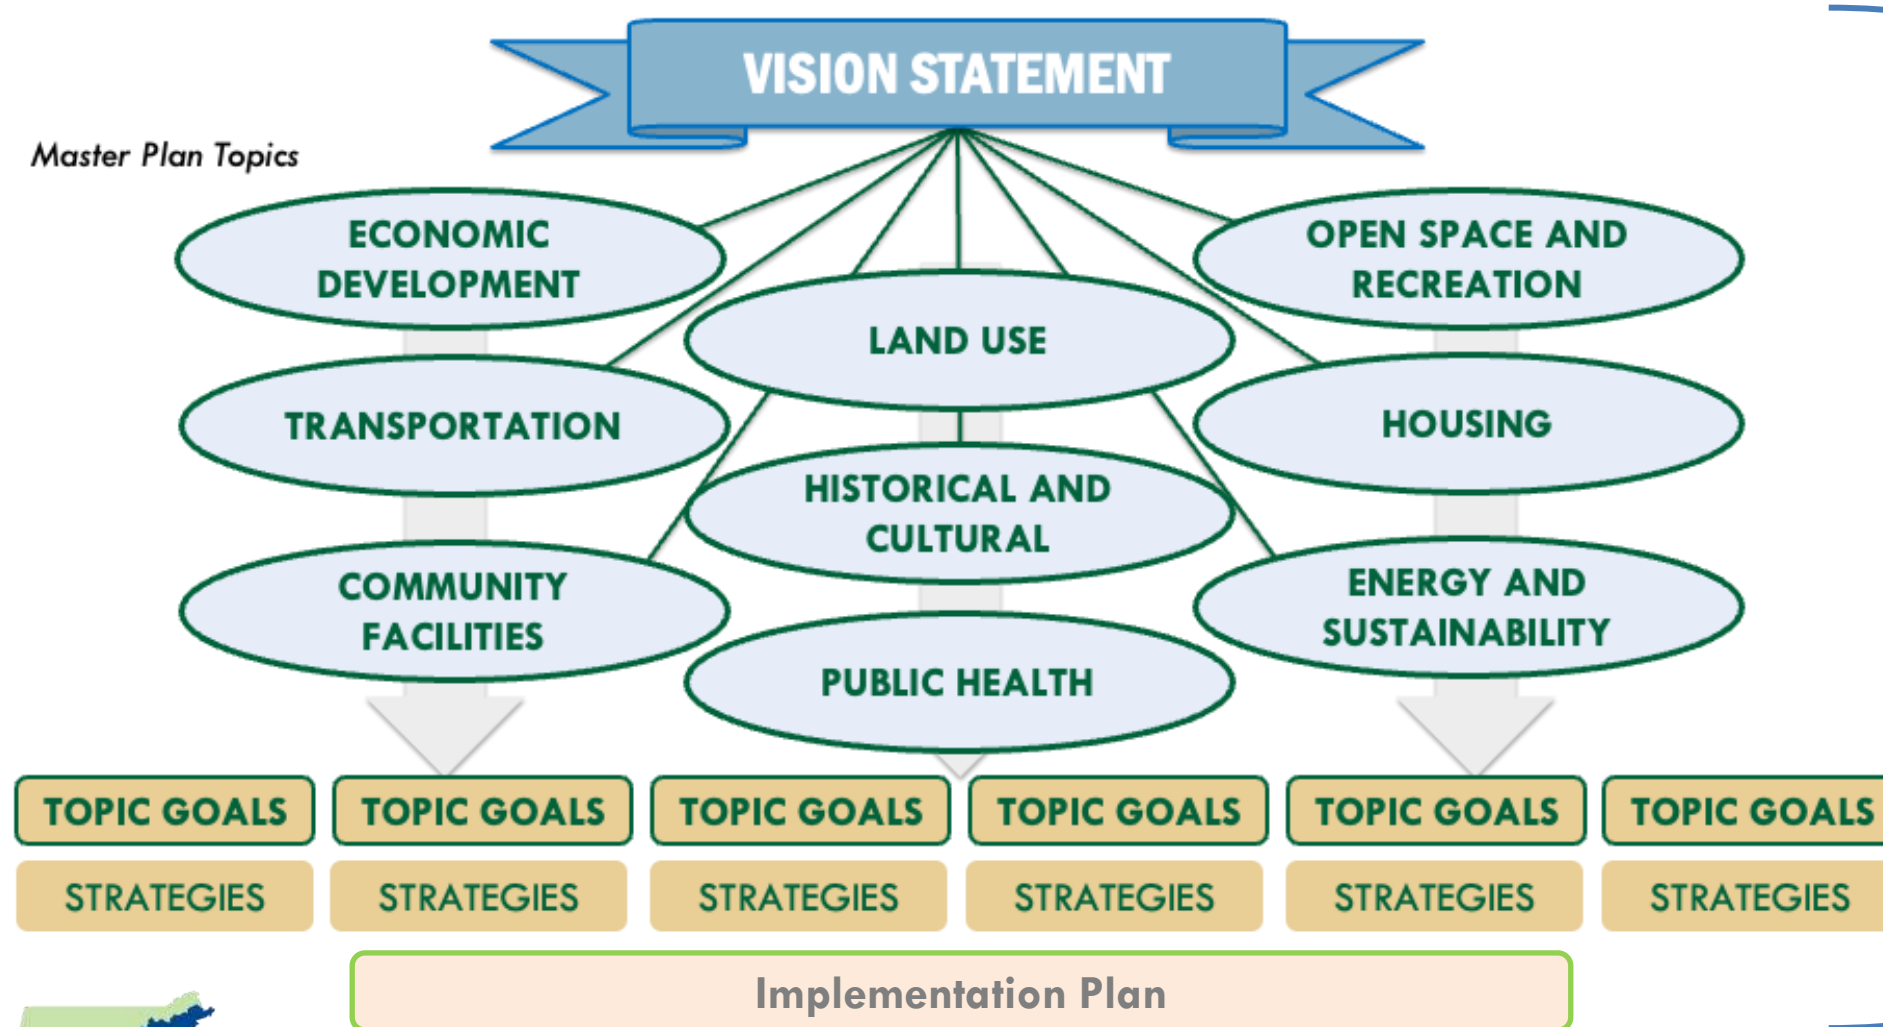 VISION STATEMENT
Master Plan Topics
ECONOMIC
DEVELOPMENT
OPEN SPACE AND
RECREATION
LAND USE
TRANSPORTATION
HOUSING
HISTORICAL AND
CULTURAL
COMMUNITY
FACILITIES
ENERGY AND
SUSTAINABILITY
PUBLIC HEALTH
TOPIC GOALS TOPIC GOALS TOPIC GOALS TOPIC GOALS TOPIC GOALS TOPIC GOALS
STRATEGIES STRATEGIES STRATEGIES STRATEGIES STRATEGIES STRATEGIES
Implementation Plan